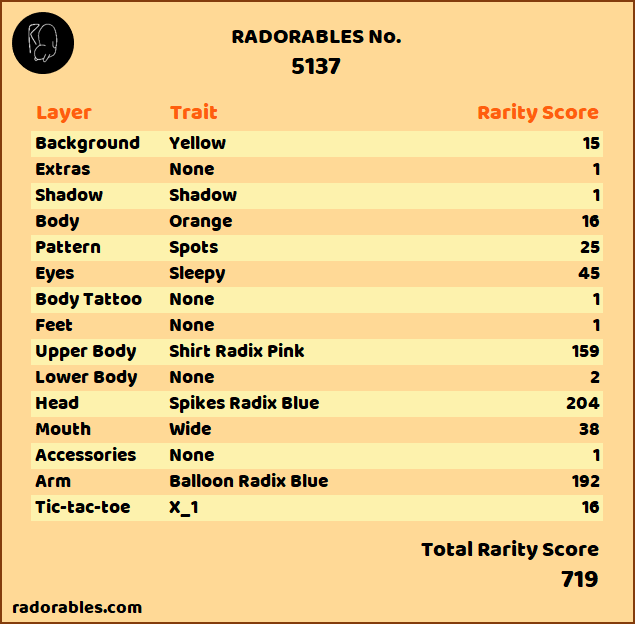 RADORABLES No.
5137
Layer Trait Rarity Score
Background Yellow 15
Extras None 1
Shadow Shadow 1
Body Orange 16
Pattern Spots 25
Eyes Sleepy 45
Body Tattoo None 1
Feet None 1
Upper Body Shirt Radix Pink 159
Lower Body None 2
Head Spikes Radix Blue 204
Mouth Wide 38
Accessories None 1
Arm Balloon Radix Blue 192
Tic-tac-toe X_1 16
Total Rarity Score
719
radorables.com